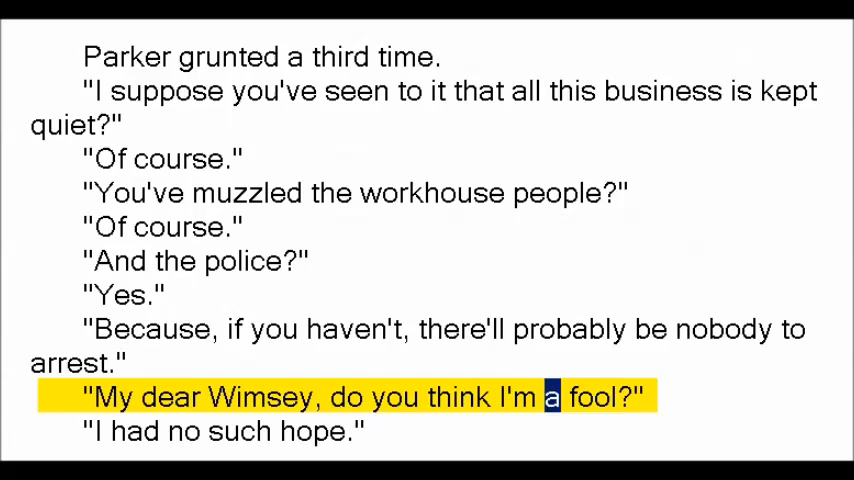 Parker grunted a third time.
"I suppose you've seen to it that all this business is kept
quiet?"
"Of course."
"You've muzzled the workhouse people?"
"Of course."
"And the police?"
"Yes."
"Because, if you haven't, there'll probably be nobody to
arrest."
"My dear Wimsey, do you think I'm a fool?"
"I had no such hope."